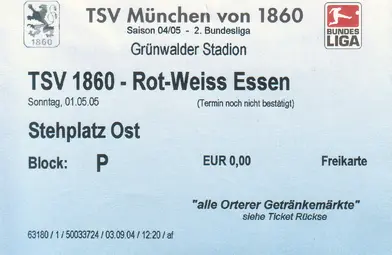 TSV München von 1860
Saison 04/05 - 2. Bundesliga
Grünwalder Stadion
1860
BUNDES
LIGA
TSV 1860 - Rot-Weiss Essen
Sonntag, 01.05.05 (Termin noch nicht bestätigt)
Stehplatz Ost
Block: P EUR 0,00 Freikarte
"alle Orterer Getränkemärkte"
siehe Ticket Rückse
63180 / 1 / 50033724 / 03.09.04 / 12:20 / af